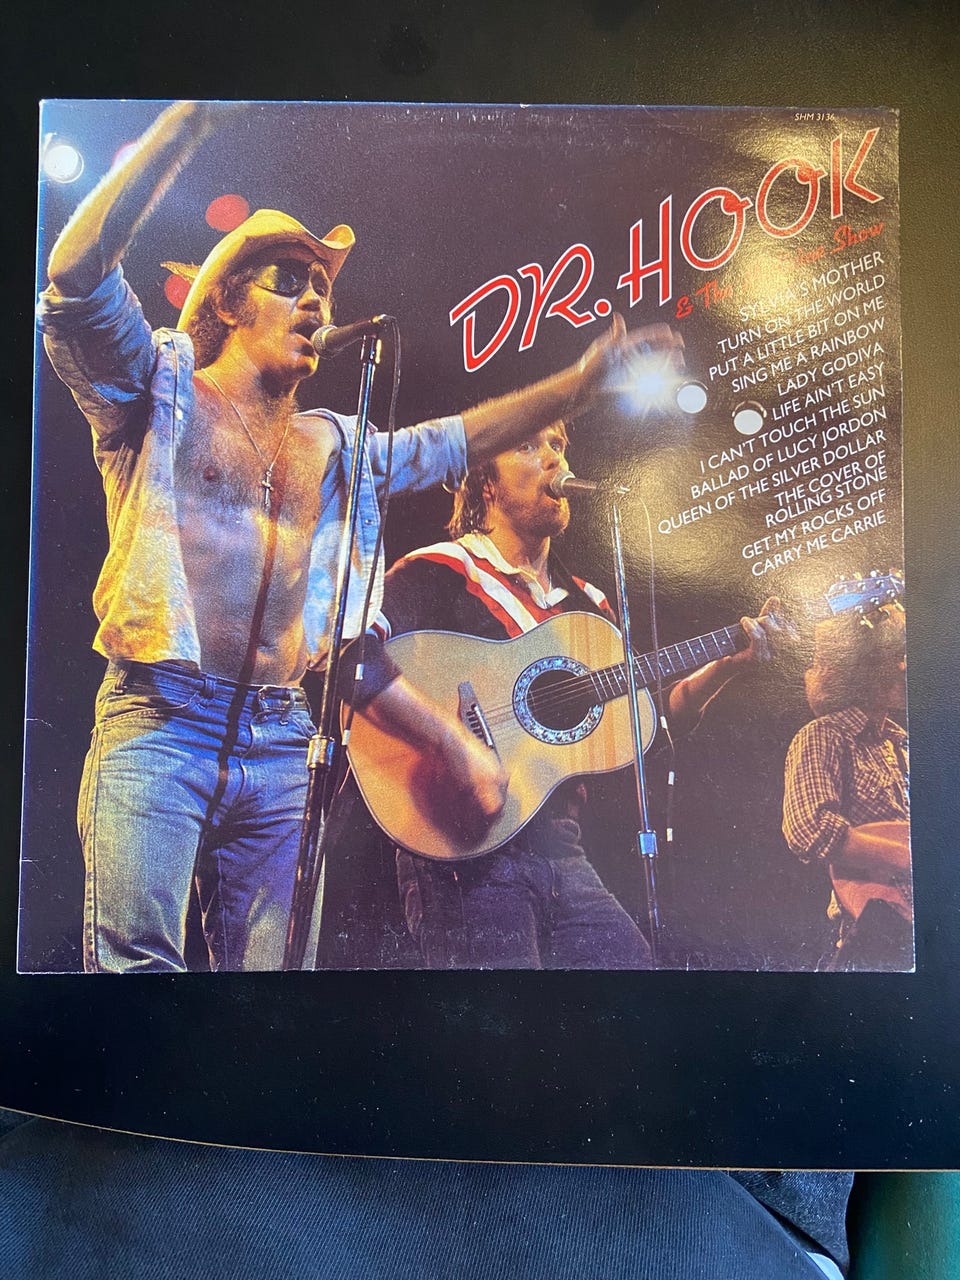 SHM 3136
DR. HOOK
& The Show
SYLVIA'S MOTHER
TURN ON THE WORLD
PUT A LITTLE BIT ON ME
SING ME A RAINBOW
LADY GODIVA
LIFE AIN'T EASY
I CAN'T TOUCH THE SUN
BALLAD OF LUCY JORDON
QUEEN OF THE SILVER DOLLAR
THE COVER OF
ROLLING STONE
GET MY ROCKS OFF
CARRY ME CARRIE